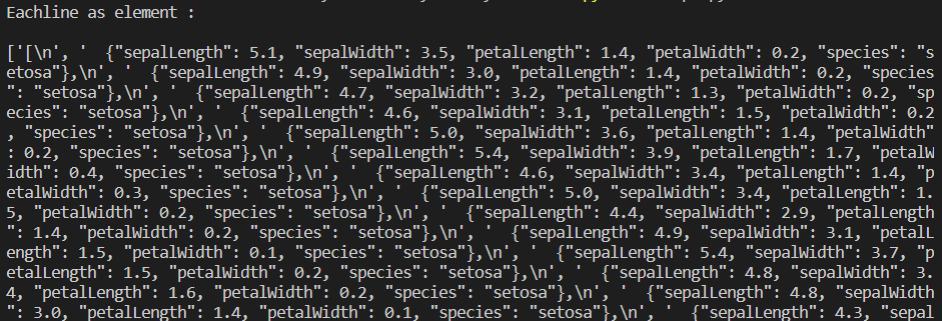 Eachline as element :
['[\n', '  {"sepalLength": 5.1, "sepalWidth": 3.5, "petalLength": 1.4, "petalWidth": 0.2, "species": "s
etosa"},\n', '  {"sepalLength": 4.9, "sepalWidth": 3.0, "petalLength": 1.4, "petalWidth": 0.2, "species
": "setosa"},\n', '  {"sepalLength": 4.7, "sepalWidth": 3.2, "petalLength": 1.3, "petalWidth": 0.2, "sp
ecies": "setosa"},\n', '  {"sepalLength": 4.6, "sepalWidth": 3.1, "petalLength": 1.5, "petalWidth": 0.2
, "species": "setosa"},\n', '  {"sepalLength": 5.0, "sepalWidth": 3.6, "petalLength": 1.4, "petalWidth"
: 0.2, "species": "setosa"},\n', '  {"sepalLength": 5.4, "sepalWidth": 3.9, "petalLength": 1.7, "petalW
idth": 0.4, "species": "setosa"},\n', '  {"sepalLength": 4.6, "sepalWidth": 3.4, "petalLength": 1.4, "p
etalWidth": 0.3, "species": "setosa"},\n', '  {"sepalLength": 5.0, "sepalWidth": 3.4, "petalLength": 1.
5, "petalWidth": 0.2, "species": "setosa"},\n', '  {"sepalLength": 4.4, "sepalWidth": 2.9, "petalLength
": 1.4, "petalWidth": 0.2, "species": "setosa"},\n', '  {"sepalLength": 4.9, "sepalWidth": 3.1, "petalL
ength": 1.5, "petalWidth": 0.1, "species": "setosa"},\n', '  {"sepalLength": 5.4, "sepalWidth": 3.7, "p
etalLength": 1.5, "petalWidth": 0.2, "species": "setosa"},\n', '  {"sepalLength": 4.8, "sepalWidth": 3.
4, "petalLength": 1.6, "petalWidth": 0.2, "species": "setosa"},\n', '  {"sepalLength": 4.8, "sepalWidth
": 3.0, "petalLength": 1.4, "petalWidth": 0.1, "species": "setosa"},\n', '  {"sepalLength": 4.3, "sepal